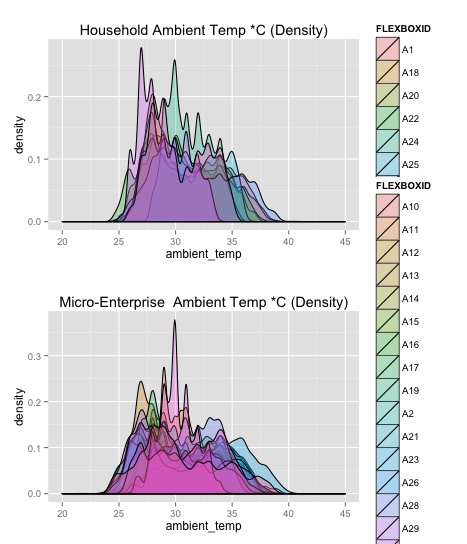 Household Ambient Temp *C (Density)
density
0.2
0.1
0.0
20 25 30 35 40 45
ambient_temp
FLEXBOXID
A1
A18
A20
A22
A24
A25
FLEXBOXID
A10
A11
A12
A13
A14
A15
A16
A17
A19
A2
A21
A23
A26
A28
A29
Micro-Enterprise Ambient Temp *C (Density)
density
0.3
0.2
0.1
0.0
20 25 30 35 40 45
ambient_temp